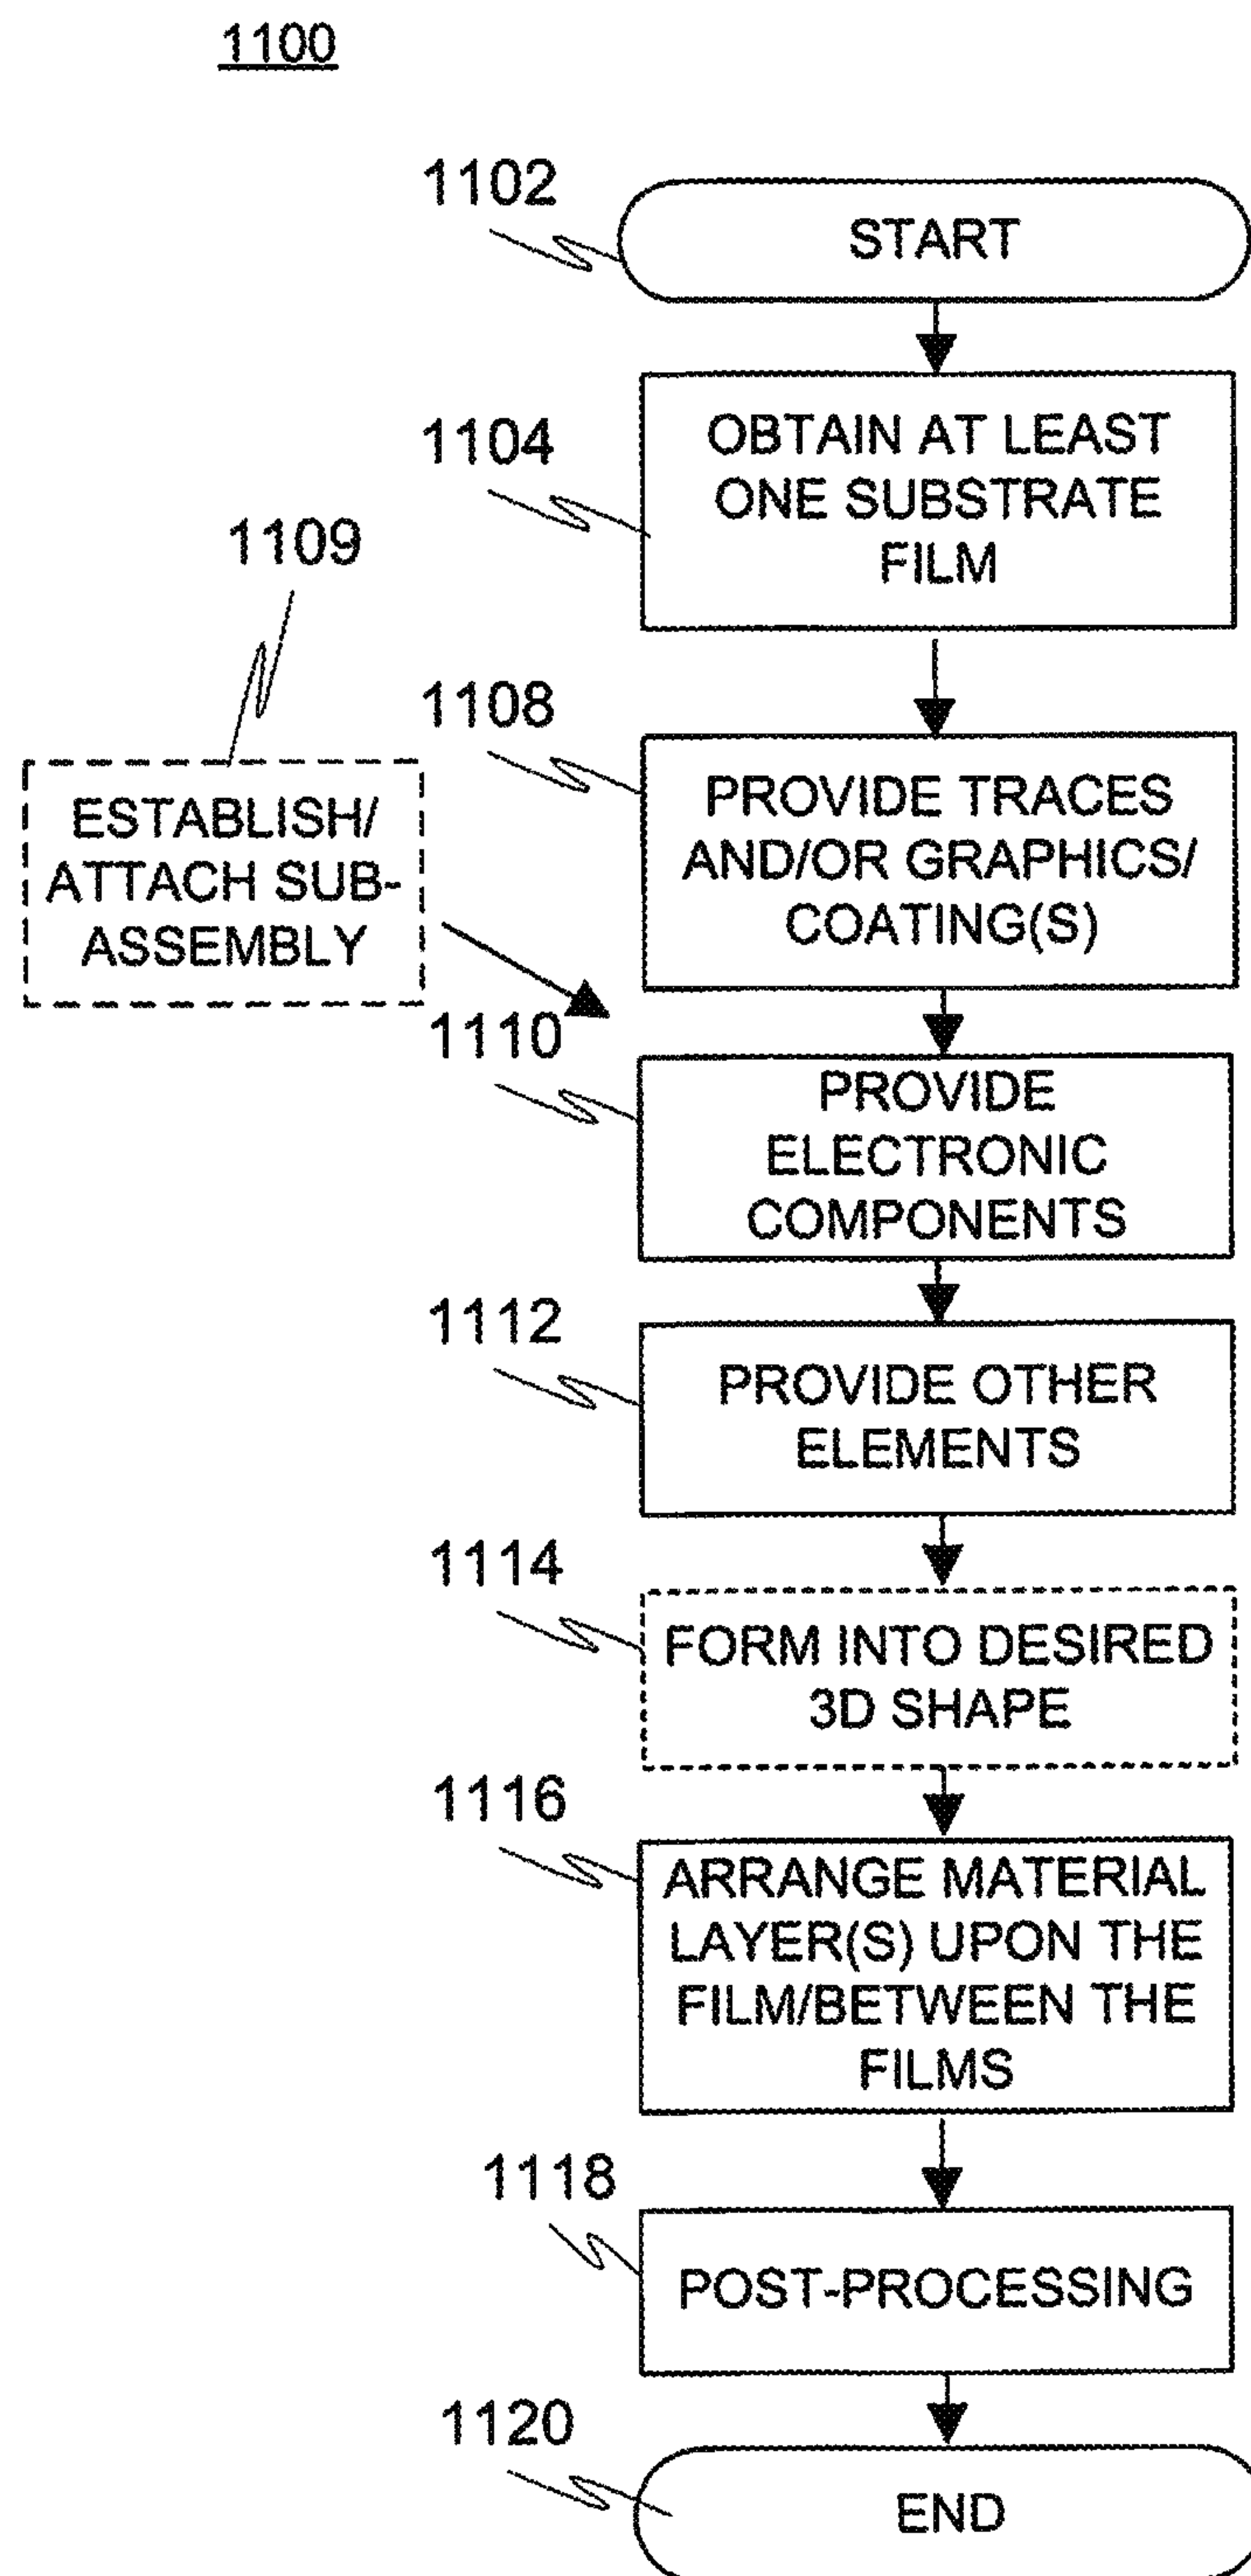 1100
1102
START
1104
OBTAIN AT LEAST
ONE SUBSTRATE
FILM
1109
ESTABLISH/
ATTACH SUB-
ASSEMBLY
1108
PROVIDE TRACES
AND/OR GRAPHICS/
COATING(S)
1110
PROVIDE
ELECTRONIC
COMPONENTS
1112
PROVIDE OTHER
ELEMENTS
1114
FORM INTO DESIRED
3D SHAPE
1116
ARRANGE MATERIAL
LAYER(S) UPON THE
FILM/BETWEEN THE
FILMS
1118
POST-PROCESSING
1120
END